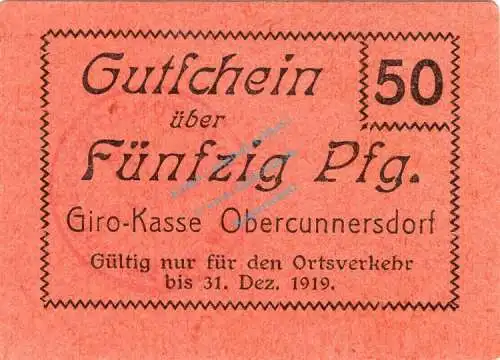 Gutſchein
50
über
Fünfzig Pfg.
Giro-Kasse Obercunnersdorf
Gültig nur für den Ortsverkehr
bis 31. Dez. 1919.